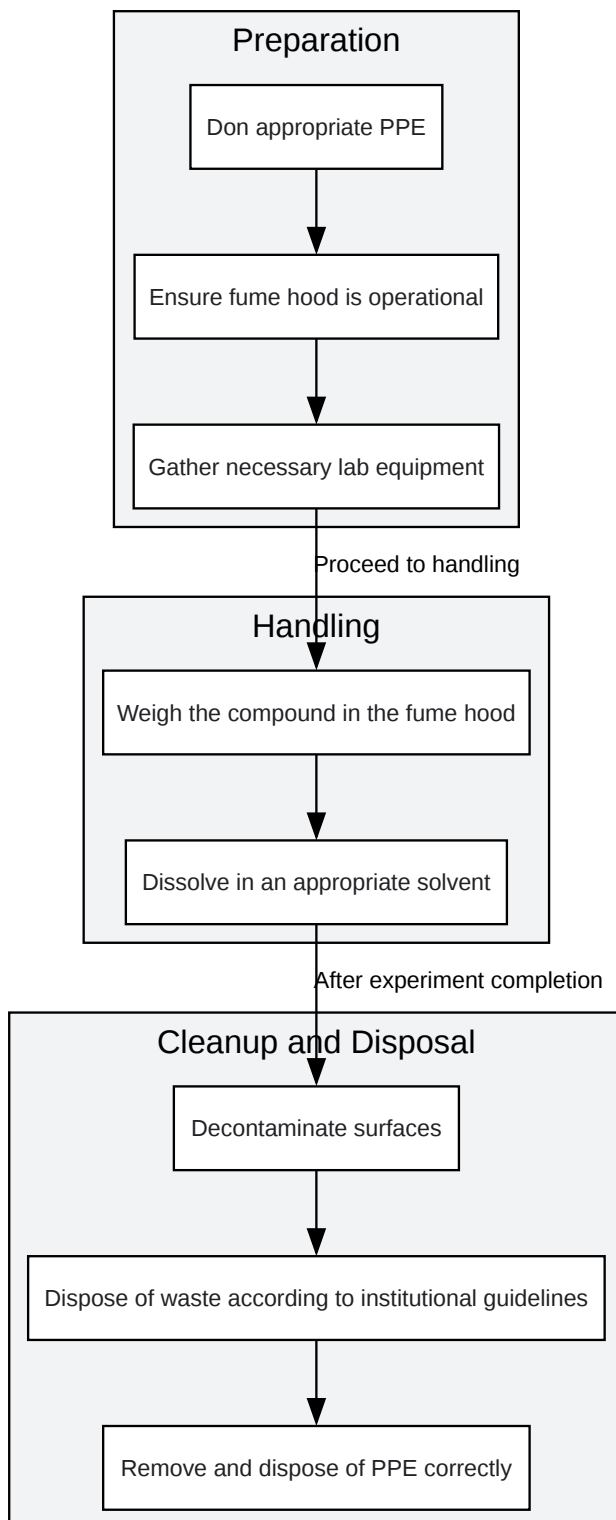 Preparation
Don appropriate PPE
Ensure fume hood is operational
Gather necessary lab equipment
Proceed to handling
Handling
Weigh the compound in the fume hood
Dissolve in an appropriate solvent
After experiment completion
Cleanup and Disposal
Decontaminate surfaces
Dispose of waste according to institutional guidelines
Remove and dispose of PPE correctly